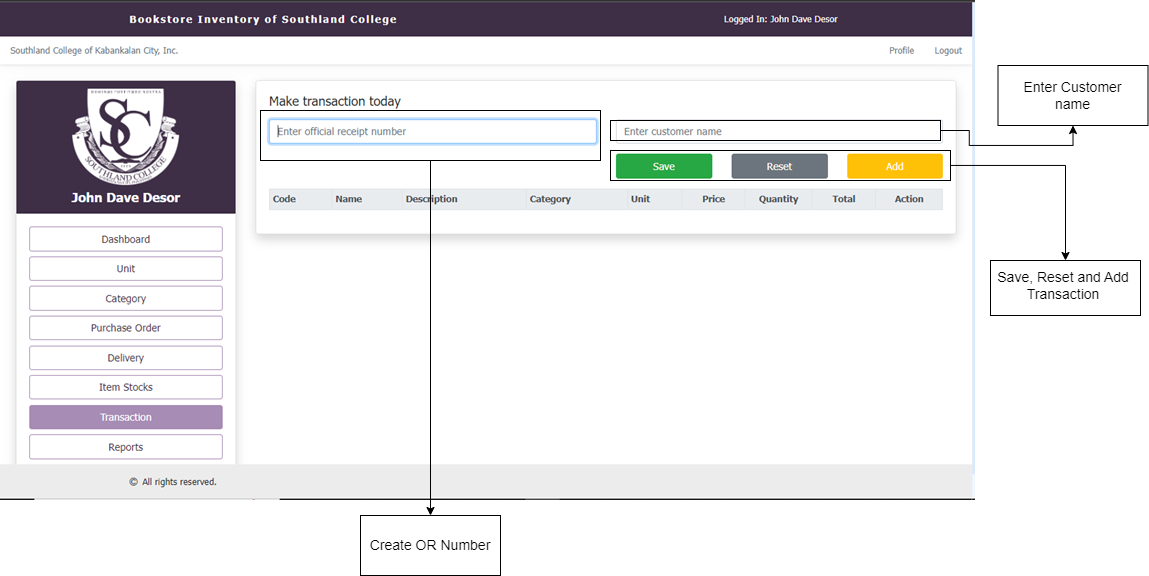 Bookstore Inventory of Southland College
Logged In: John Dave Desor
Southland College of Kabankalan City, Inc.
Profile
Logout
SC
SOUTHLAND COLLEGE
John Dave Desor
Dashboard
Unit
Category
Purchase Order
Delivery
Item Stocks
Transaction
Reports
Make transaction today
Enter official receipt number
Enter customer name
Save
Reset
Add
Code Name Description Category Unit Price Quantity Total Action
© All rights reserved.
Enter Customer
name
Save, Reset and Add
Transaction
Create OR Number